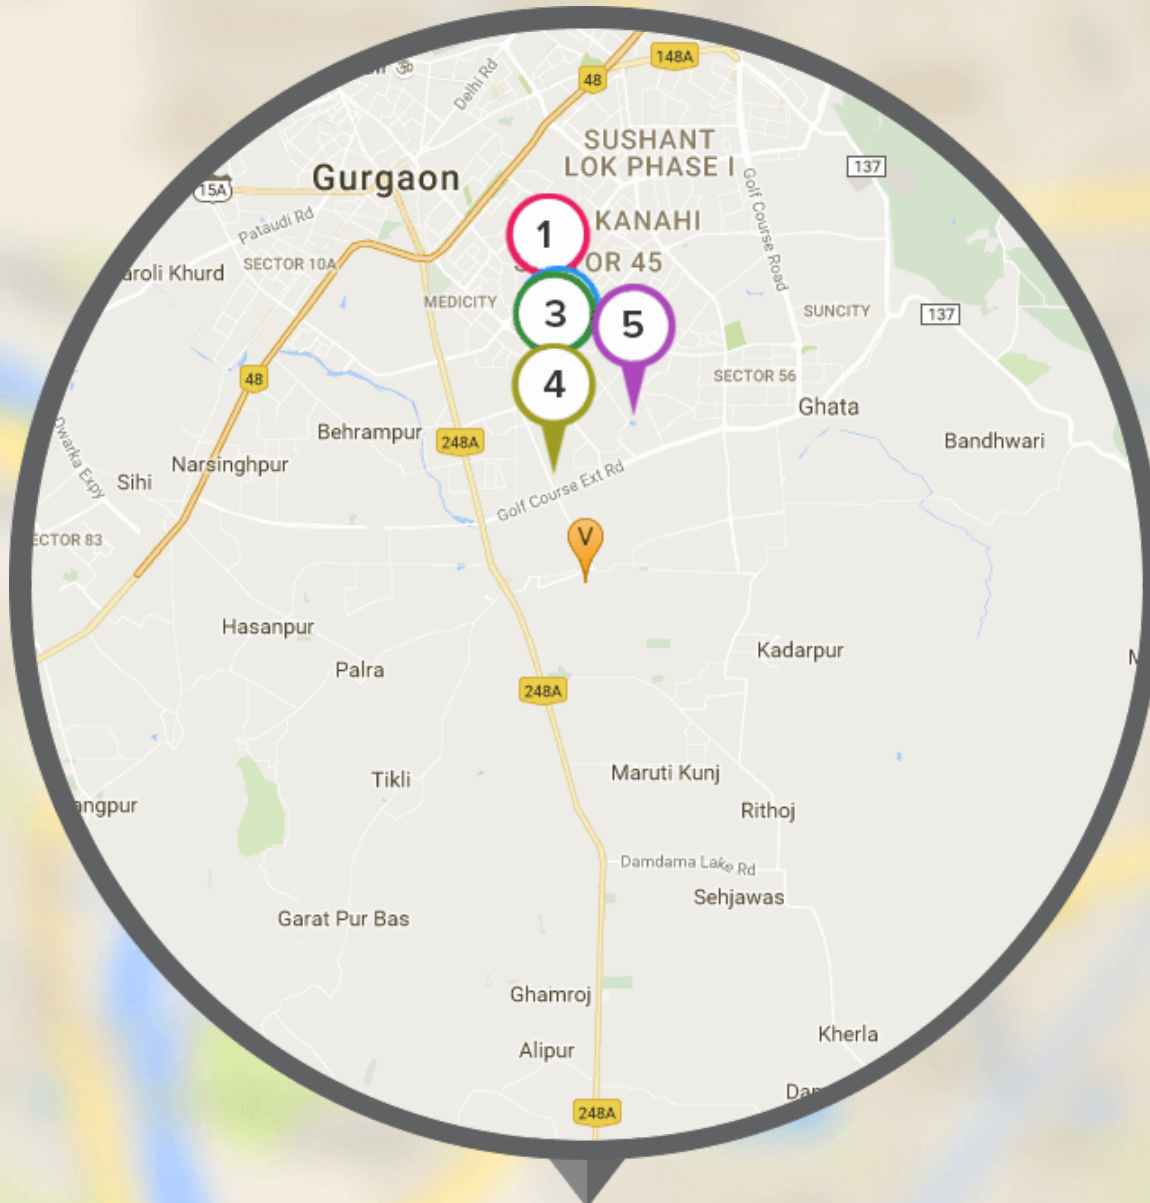 148A
48
Delhi Rd
SUSHANT
LOK PHASE I
137
15A
Gurgaon
Golf Course Road
Pataudi Rd
1
KANAHI
SECTOR 10A
OR 45
aroli Khurd
MEDICITY
3
5
SUNCITY
137
48
4
SECTOR 56
Ghata
Behrampur
248A
Bandhwari
Dwarka Expy
Narsinghpur
Sihi
Golf Course Ext Rd
ECTOR 83
V
Hasanpur
Kadarpur
Palra
248A
Tikli
Maruti Kunj
angpur
Rithoj
Damdama Lake Rd
Sehjawas
Garat Pur Bas
Ghamroj
Kherla
Alipur
248A